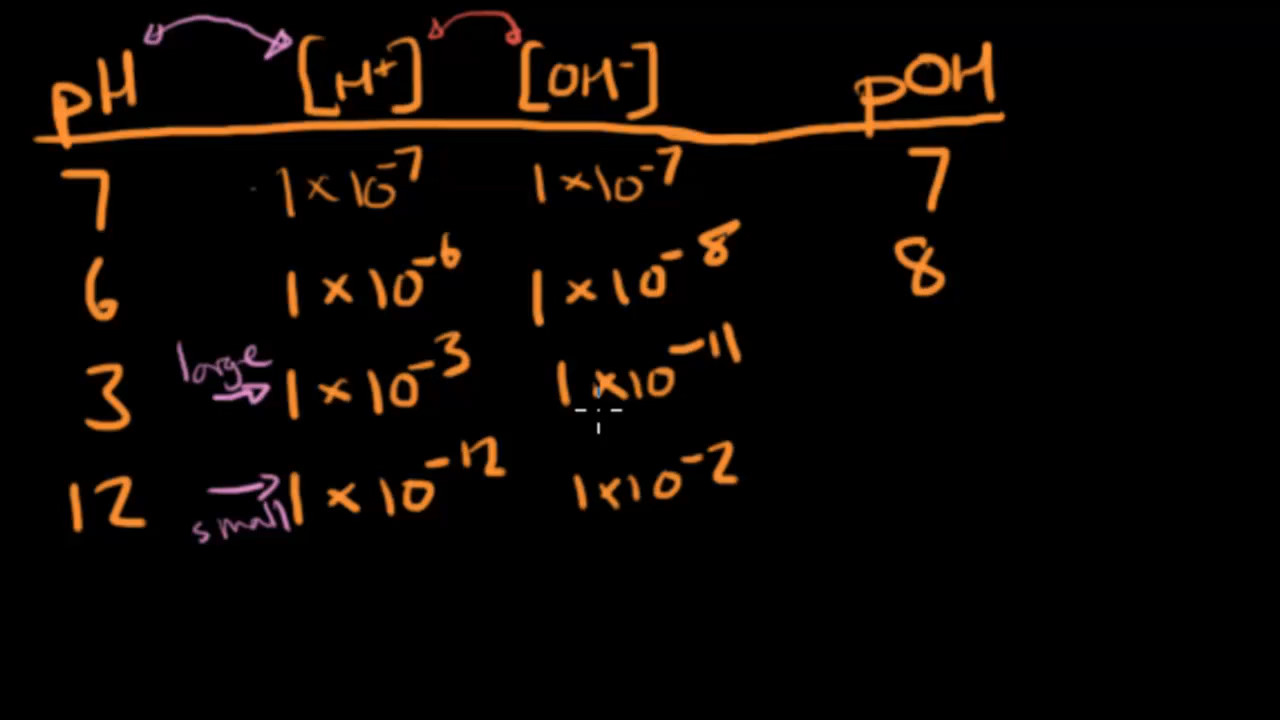 pH [H⁺] [OH⁻] pOH
7 1 × 10⁻⁷ 1 × 10⁻⁷ 7
6 1 × 10⁻⁶ 1 × 10⁻⁸ 8
3 large 1 × 10⁻³ 1 × 10⁻¹¹
12 small 1 × 10⁻¹² 1 × 10⁻²